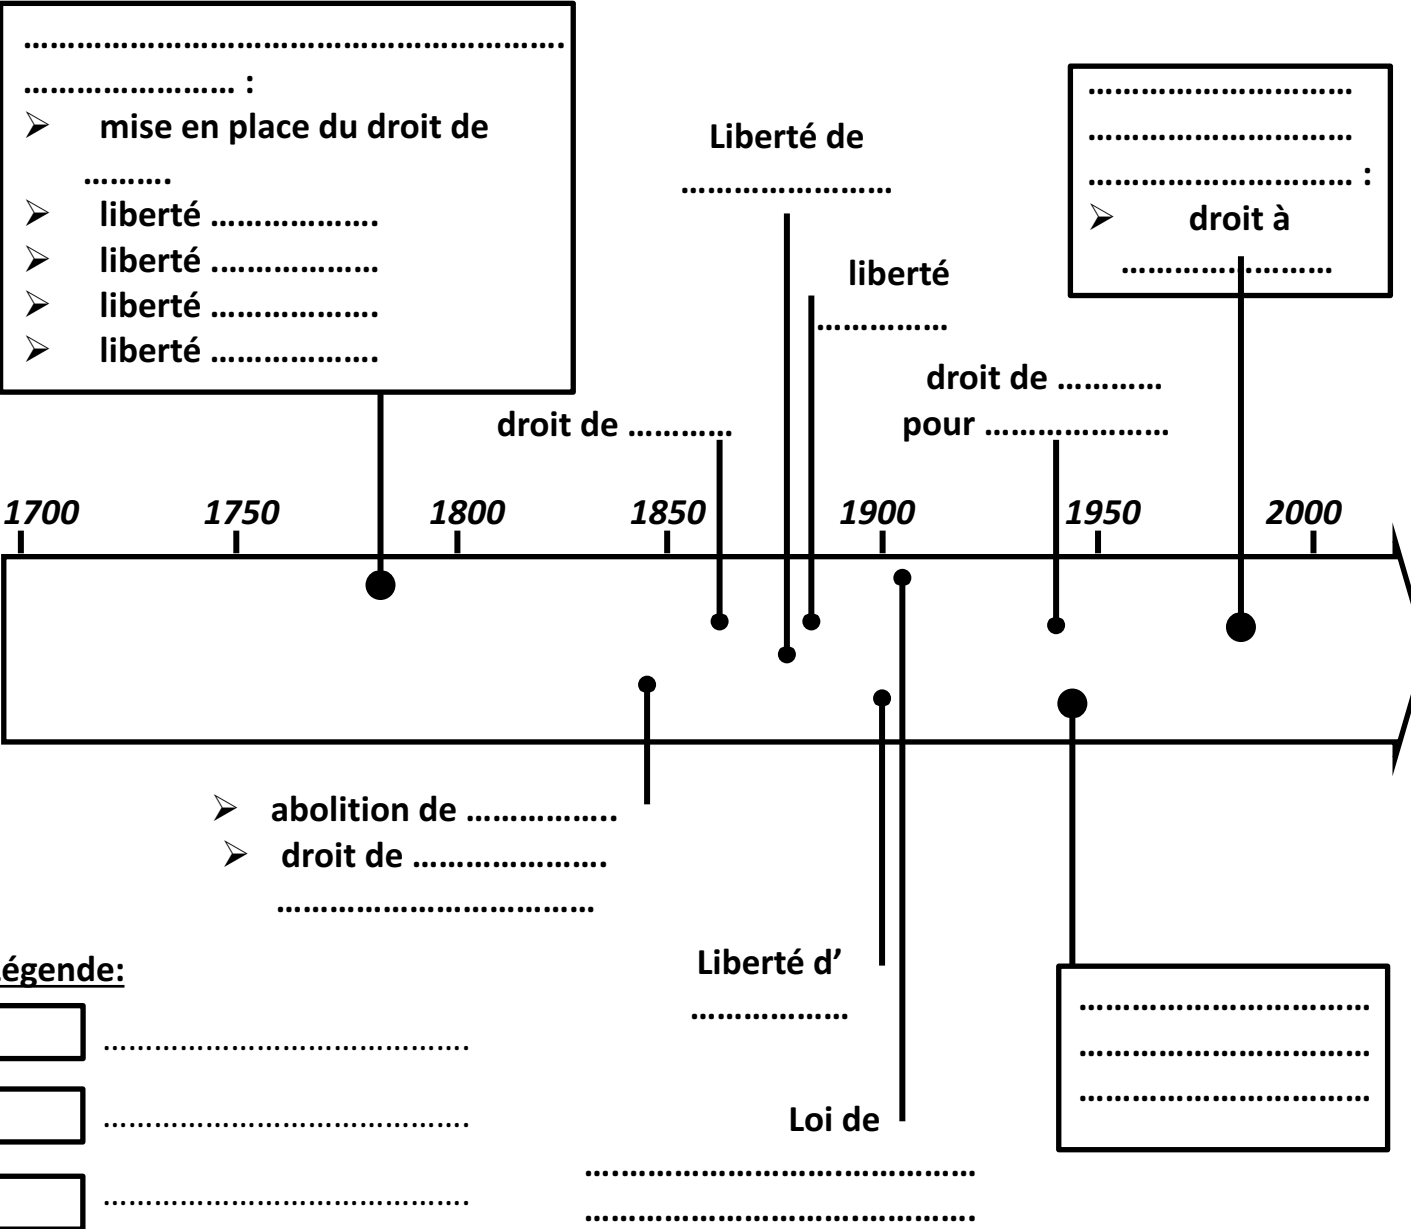 ……………………………………………………….
…………………… :
➢ mise en place du droit de
……….
➢ liberté ……………….
➢ liberté ……………….
➢ liberté ……………….
➢ liberté ……………….
Liberté de
……………………
liberté
……………
…………………………
…………………………
………………………… :
➢ droit à
……………………
droit de …………
pour …………………
droit de …………
1700 1750 1800 1850 1900 1950 2000
➢ abolition de ……………..
➢ droit de ………………….
………………………………
Liberté d’
………………
Loi de
………………………………………
………………………………………
……………………………
……………………………
……………………………
égende:
…………………………………….
…………………………………….
…………………………………….